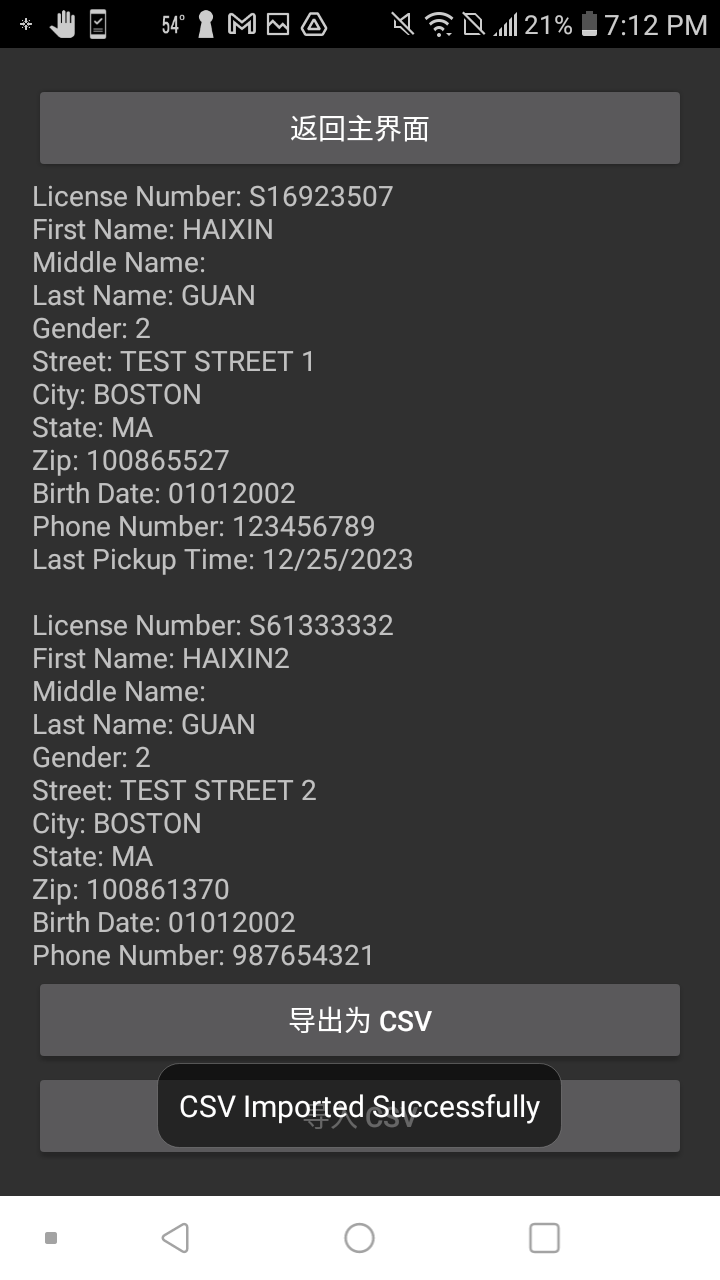 54°
21%
7:12 PM
返回主界面
License Number: S16923507
First Name: HAIXIN
Middle Name:
Last Name: GUAN
Gender: 2
Street: TEST STREET 1
City: BOSTON
State: MA
Zip: 100865527
Birth Date: 01012002
Phone Number: 123456789
Last Pickup Time: 12/25/2023
License Number: S61333332
First Name: HAIXIN2
Middle Name:
Last Name: GUAN
Gender: 2
Street: TEST STREET 2
City: BOSTON
State: MA
Zip: 100861370
Birth Date: 01012002
Phone Number: 987654321
导出为 CSV
CSV Imported Successfully
导入 CSV